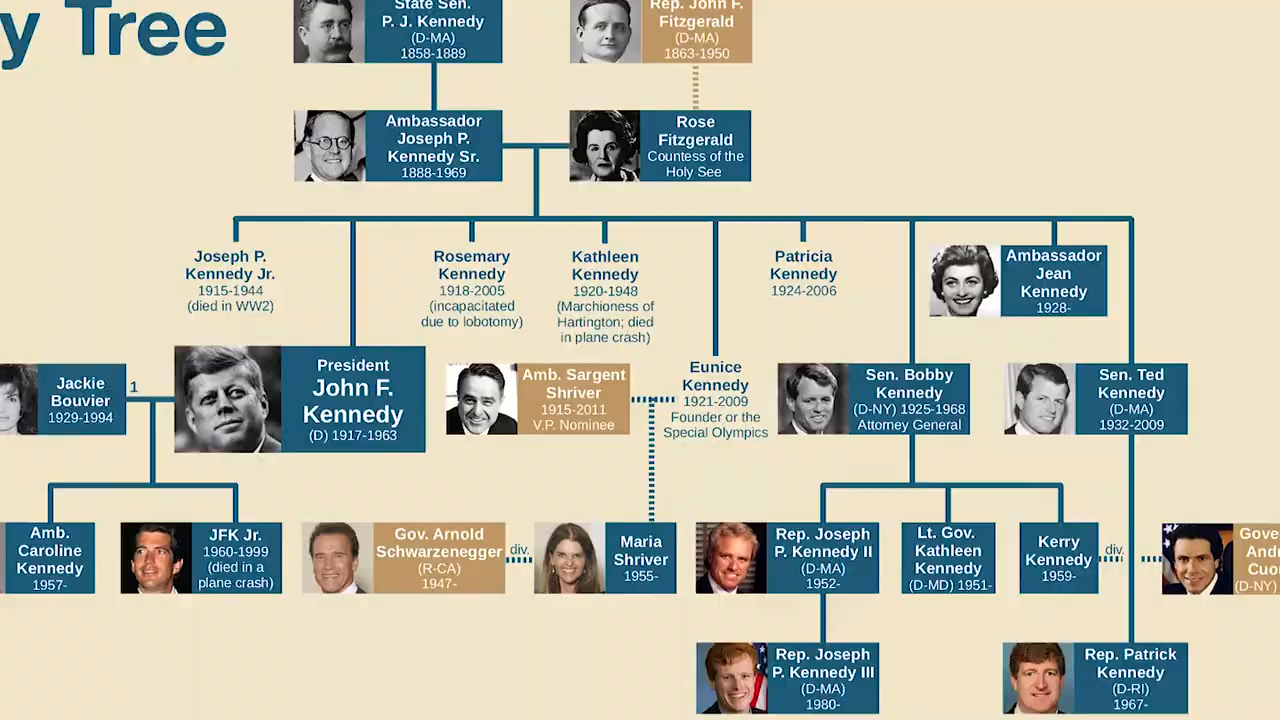 y Tree
State Sen.
P. J. Kennedy
(D-MA)
1858-1889
Rep. John F.
Fitzgerald
(D-MA)
1863-1950
Ambassador
Joseph P.
Kennedy Sr.
1888-1969
Rose
Fitzgerald
Countess of the
Holy See
Joseph P.
Kennedy Jr.
1915-1944
(died in WW2)
Rosemary
Kennedy
1918-2005
(incapacitated
due to lobotomy)
Kathleen
Kennedy
1920-1948
(Marchioness of
Hartington; died
in plane crash)
Patricia
Kennedy
1924-2006
Ambassador
Jean
Kennedy
1928-
Jackie
Bouvier
1929-1994
1
President
John F.
Kennedy
(D) 1917-1963
Amb. Sargent
Shriver
1915-2011
V.P. Nominee
Eunice
Kennedy
1921-2009
Founder or the
Special Olympics
Sen. Bobby
Kennedy
(D-NY) 1925-1968
Attorney General
Sen. Ted
Kennedy
(D-MA)
1932-2009
Amb.
Caroline
Kennedy
1957-
JFK Jr.
1960-1999
(died in a
plane crash)
Gov. Arnold
Schwarzenegger
(R-CA)
1947-
div.
Maria
Shriver
1955-
Rep. Joseph
P. Kennedy II
(D-MA)
1952-
Lt. Gov.
Kathleen
Kennedy
(D-MD) 1951-
Kerry
Kennedy
1959-
div.
Gove
Andr
Cuo
(D-NY)
Rep. Joseph
P. Kennedy III
(D-MA)
1980-
Rep. Patrick
Kennedy
(D-RI)
1967-